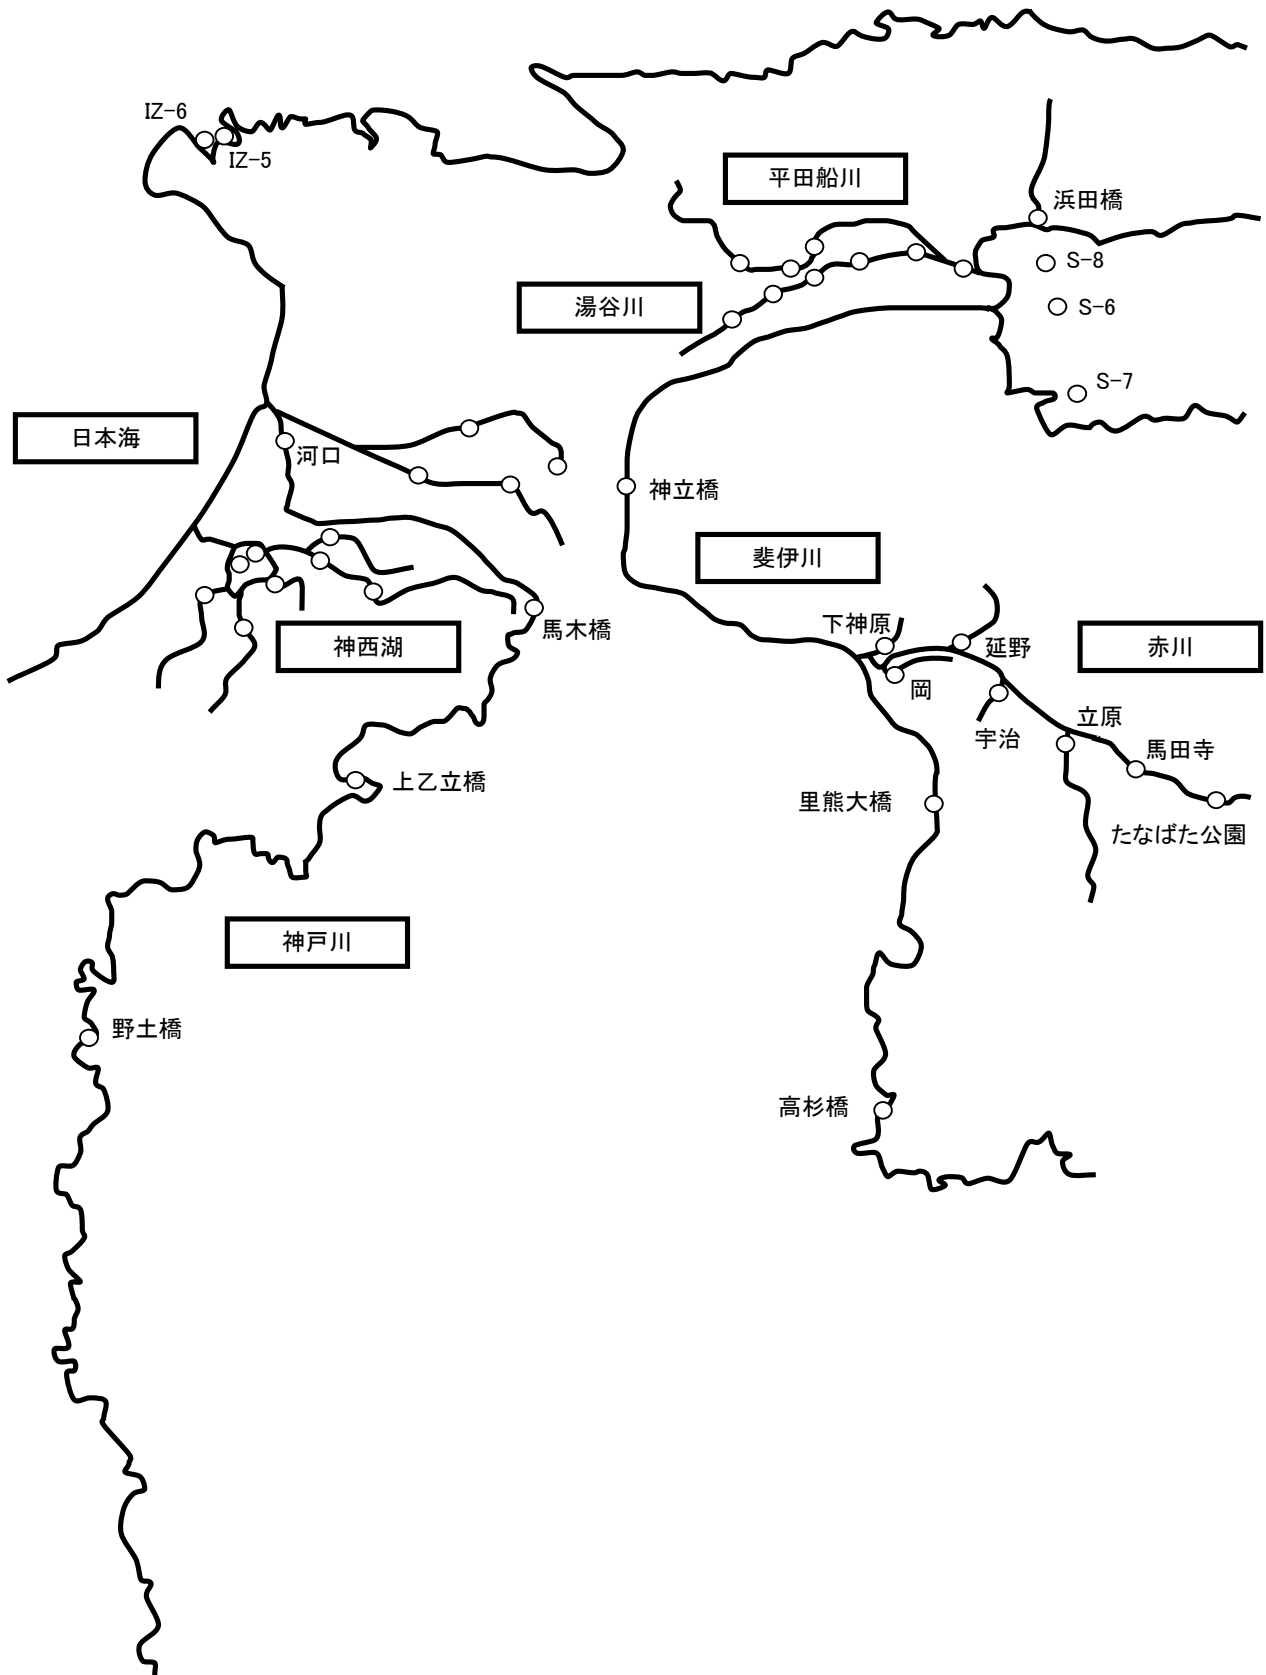 IZ-6
IZ-5
平田船川
浜田橋
S-8
湯谷川
S-6
S-7
日本海
河口
神立橋
斐伊川
下神原
馬木橋
神西湖
延野
赤川
岡
宇治
立原
馬田寺
上乙立橋
里熊大橋
たなばた公園
神戸川
野土橋
高杉橋